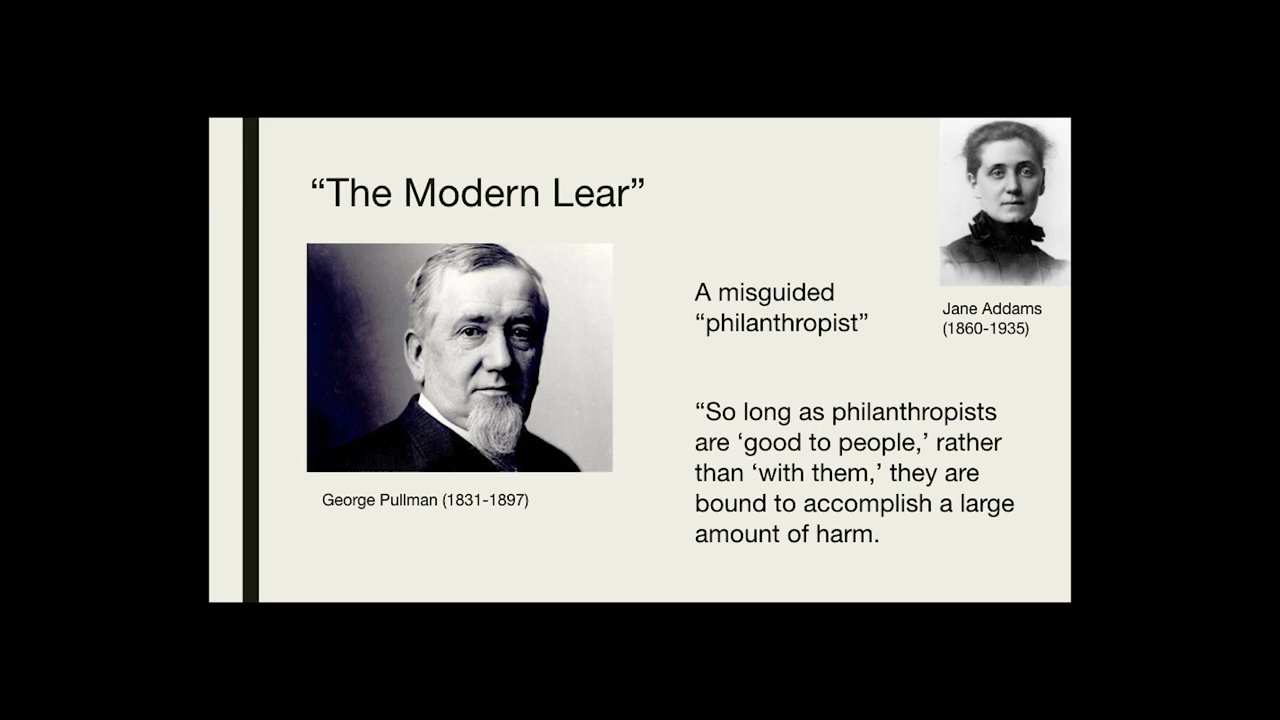 “The Modern Lear”
George Pullman (1831-1897)
A misguided
“philanthropist”
“So long as philanthropists
are ‘good to people,’ rather
than ‘with them,’ they are
bound to accomplish a large
amount of harm.
Jane Addams
(1860-1935)